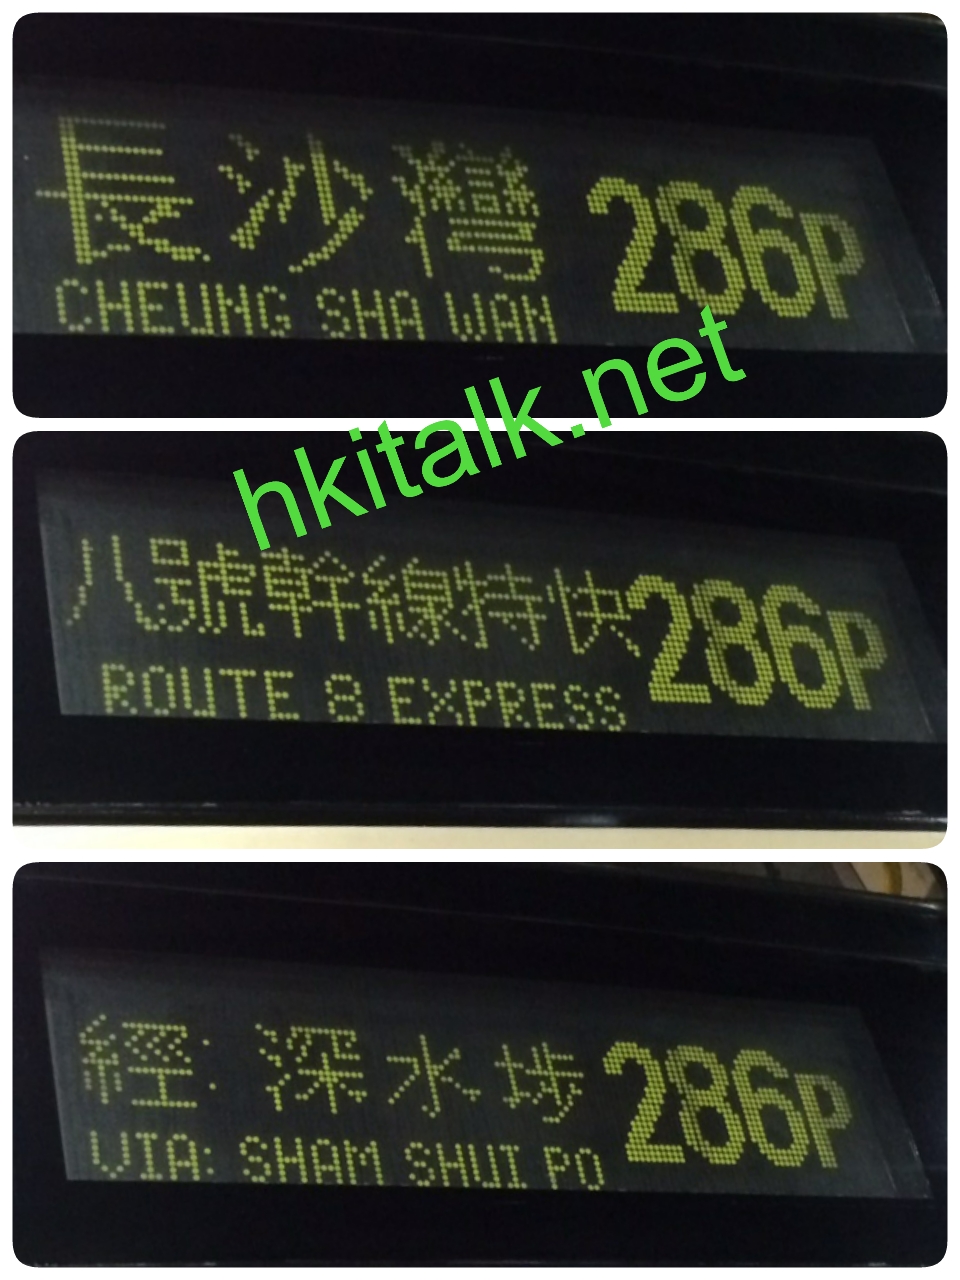 長沙灣 286P
CHEUNG SHA WAN
hkitalk.net
八號幹線特快 286P
ROUTE 8 EXPRESS
經: 深水埗 286P
VIA: SHAM SHUI PO